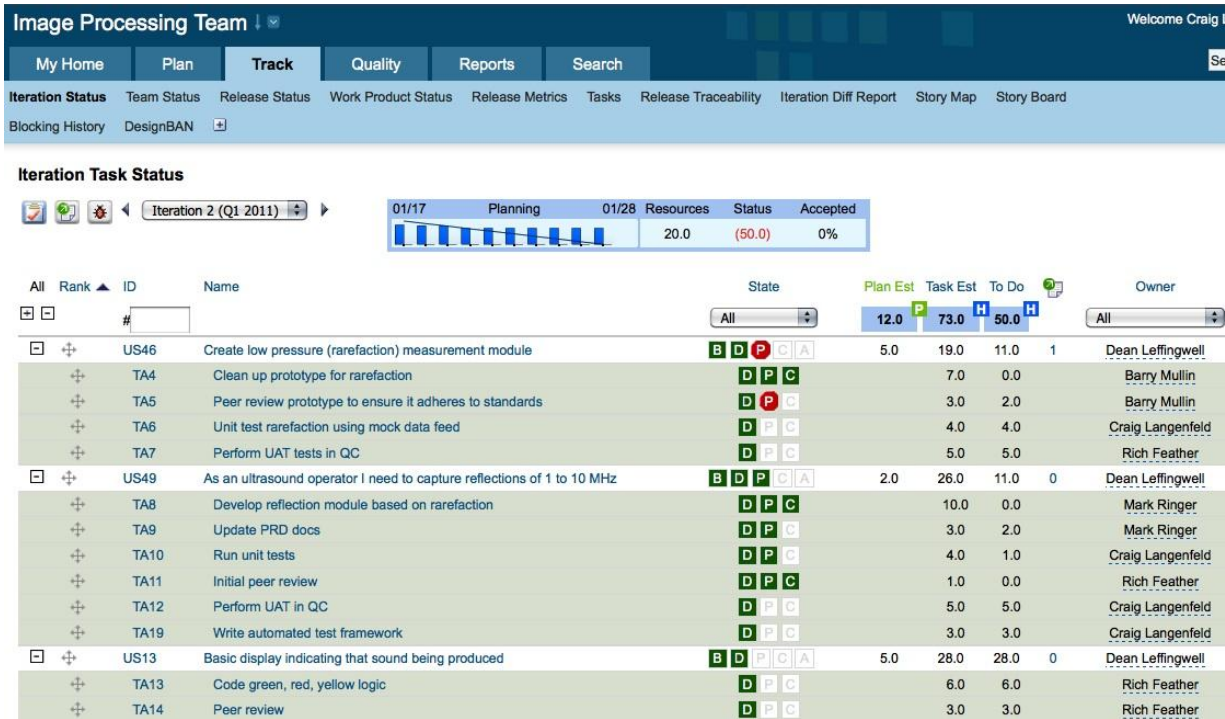 Image Processing Team
Welcome Craig L
My Home Plan Track Quality Reports Search
Se
Iteration Status Team Status Release Status Work Product Status Release Metrics Tasks Release Traceability Iteration Diff Report Story Map Story Board
Blocking History DesignBAN
Iteration Task Status
Iteration 2 (Q1 2011)
01/17 Planning 01/28 Resources Status Accepted
20.0 (50.0) 0%
All Rank ID Name State Plan Est Task Est To Do Owner
# All 12.0 P 73.0 H 50.0 H All
US46 Create low pressure (rarefaction) measurement module B D P C A 5.0 19.0 11.0 1 Dean Leffingwell
TA4 Clean up prototype for rarefaction D P C 7.0 0.0 Barry Mullin
TA5 Peer review prototype to ensure it adheres to standards D P C 3.0 2.0 Barry Mullin
TA6 Unit test rarefaction using mock data feed D P C 4.0 4.0 Craig Langenfeld
TA7 Perform UAT tests in QC D P C 5.0 5.0 Rich Feather
US49 As an ultrasound operator I need to capture reflections of 1 to 10 MHz B D P C A 2.0 26.0 11.0 0 Dean Leffingwell
TA8 Develop reflection module based on rarefaction D P C 10.0 0.0 Mark Ringer
TA9 Update PRD docs D P C 3.0 2.0 Mark Ringer
TA10 Run unit tests D P C 4.0 1.0 Craig Langenfeld
TA11 Initial peer review D P C 1.0 0.0 Rich Feather
TA12 Perform UAT in QC D P C 5.0 5.0 Craig Langenfeld
TA19 Write automated test framework D P C 3.0 3.0 Craig Langenfeld
US13 Basic display indicating that sound being produced B D P C A 5.0 28.0 28.0 0 Dean Leffingwell
TA13 Code green, red, yellow logic D P C 6.0 6.0 Rich Feather
TA14 Peer review D P C 3.0 3.0 Rich Feather